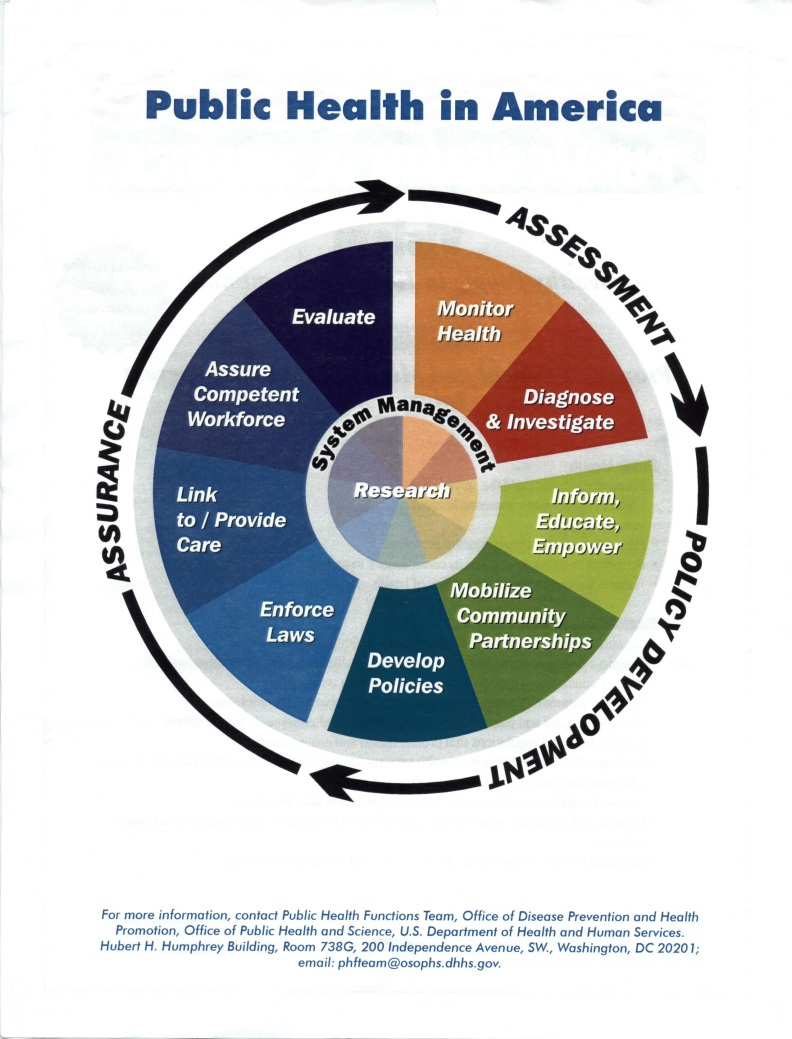 Public Health in America
ASSESSMENT
POLICY DEVELOPMENT
ASSURANCE
Monitor
Health
Diagnose
& Investigate
Inform,
Educate,
Empower
Mobilize
Community
Partnerships
Develop
Policies
Enforce
Laws
Link
to / Provide
Care
Assure
Competent
Workforce
Evaluate
System Management
Research
For more information, contact Public Health Functions Team, Office of Disease Prevention and Health
Promotion, Office of Public Health and Science, U.S. Department of Health and Human Services.
Hubert H. Humphrey Building, Room 738G, 200 Independence Avenue, SW., Washington, DC 20201;
email: phfteam@osophs.dhhs.gov.